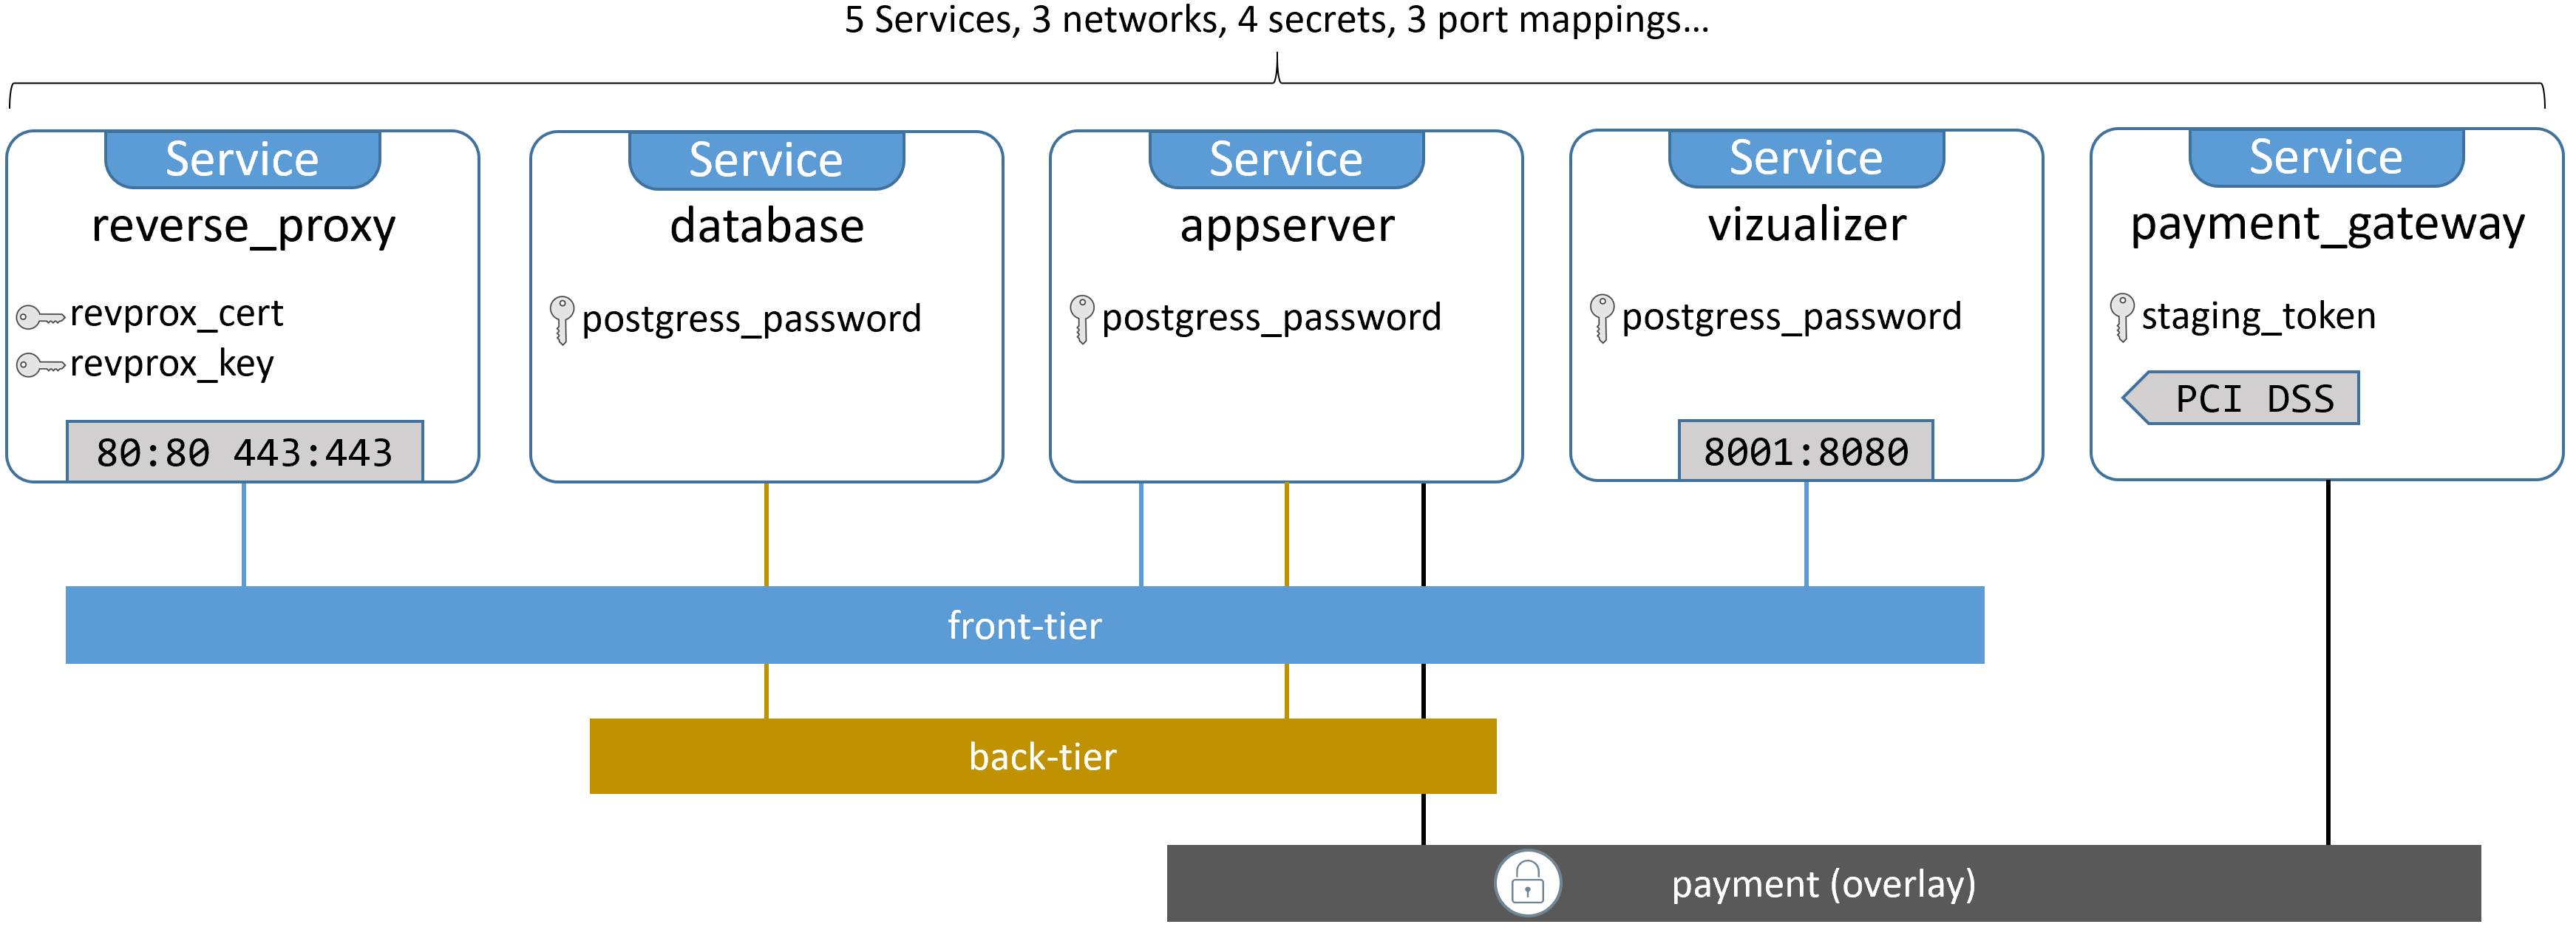 5 Services, 3 networks, 4 secrets, 3 port mappings...
Service
reverse_proxy
revprox_cert
revprox_key
80:80 443:443
Service
database
postgress_password
Service
appserver
postgress_password
Service
vizualizer
postgress_password
8001:8080
Service
payment_gateway
staging_token
PCI DSS
front-tier
back-tier
payment (overlay)